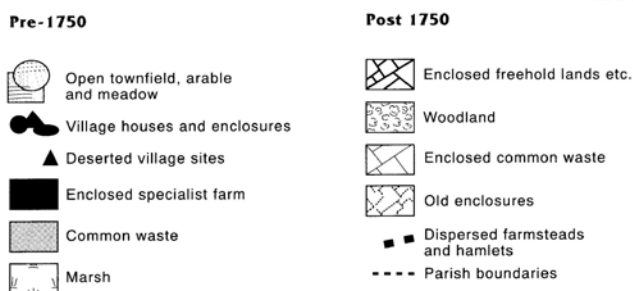 Pre-1750
Open townfield, arable
and meadow
Village houses and enclosures
Deserted village sites
Enclosed specialist farm
Common waste
Marsh
Post 1750
Enclosed freehold lands etc.
Woodland
Enclosed common waste
Old enclosures
Dispersed farmsteads
and hamlets
Parish boundaries